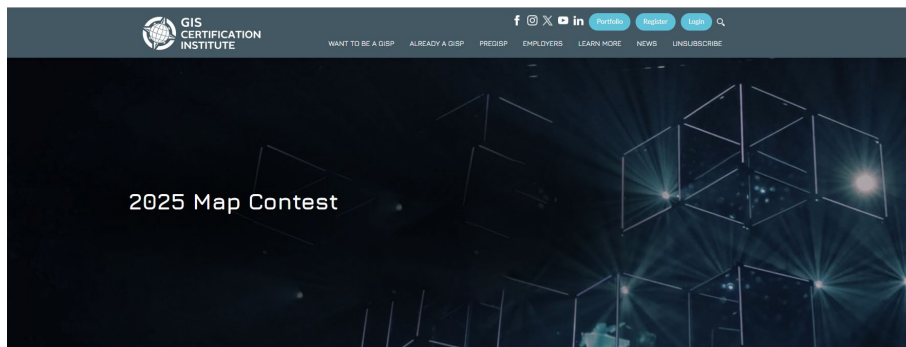 GIS
CERTIFICATION
INSTITUTE
Portfolio
Register
Login
WANT TO BE A GISP
ALREADY A GISP
PREGISP
EMPLOYERS
LEARN MORE
NEWS
UNSUBSCRIBE
2025 Map Contest